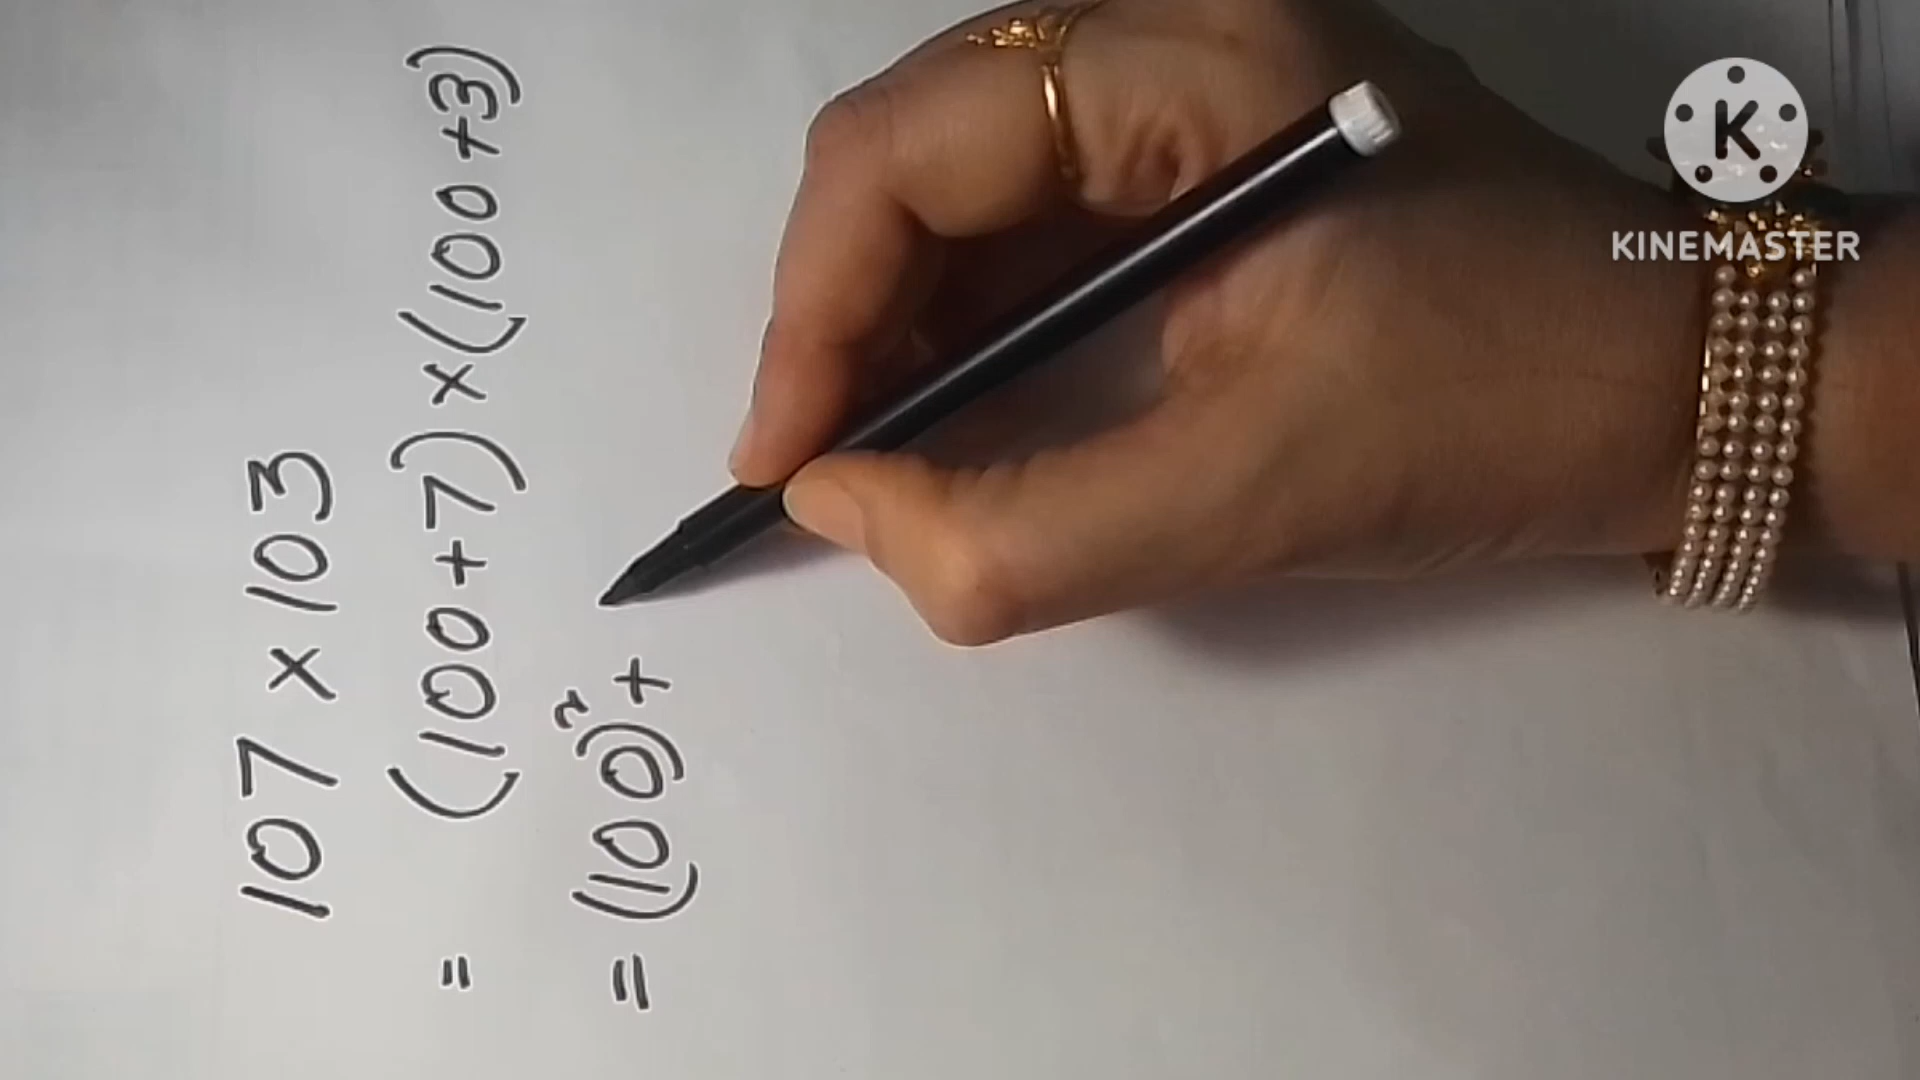 107 × 103
= (100+7)×(100+3)
= (100)² +
K
KINEMASTER